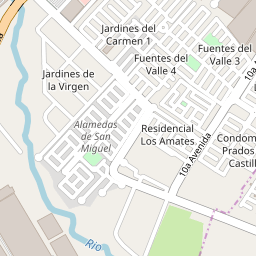 Jardines del
Carmen 1
Fuentes del
Valle 3
Fuentes del
Valle 4
Jardines de
la Virgen
Alamedas
de San
Miguel
Residencial
Los Amates
10a Avenida
10a
Condom
Prados
Castill
Río